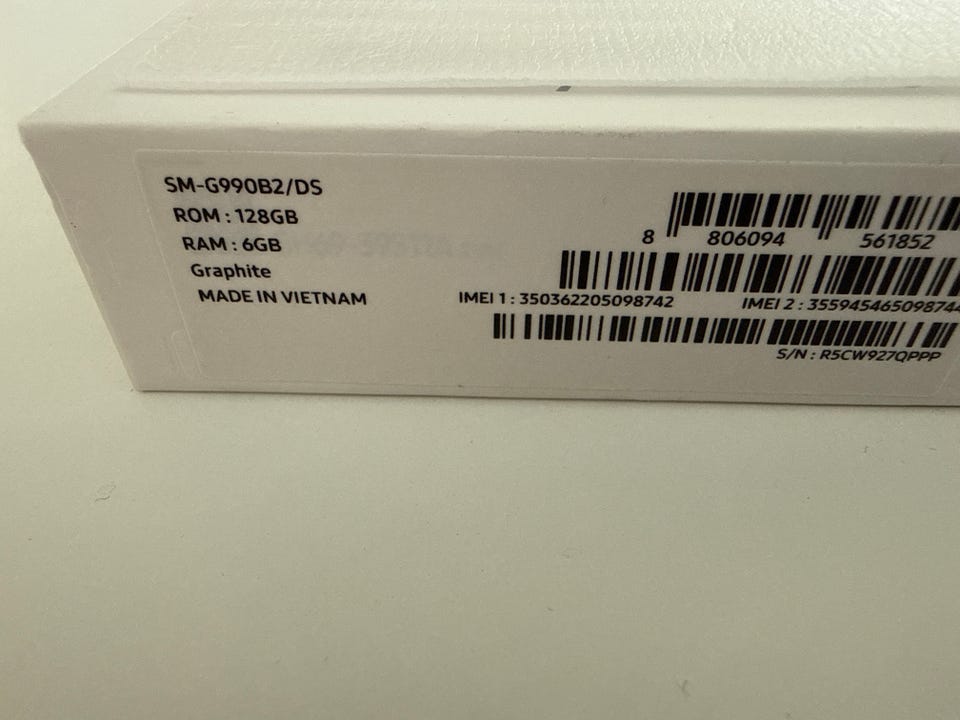 SM-G990B2/DS
ROM : 128GB
RAM : 6GB
Graphite
MADE IN VIETNAM
8 806094 561852
IMEI 1 : 350362205098742 IMEI 2 : 355945465098744
S/N : R5CW927QPPP